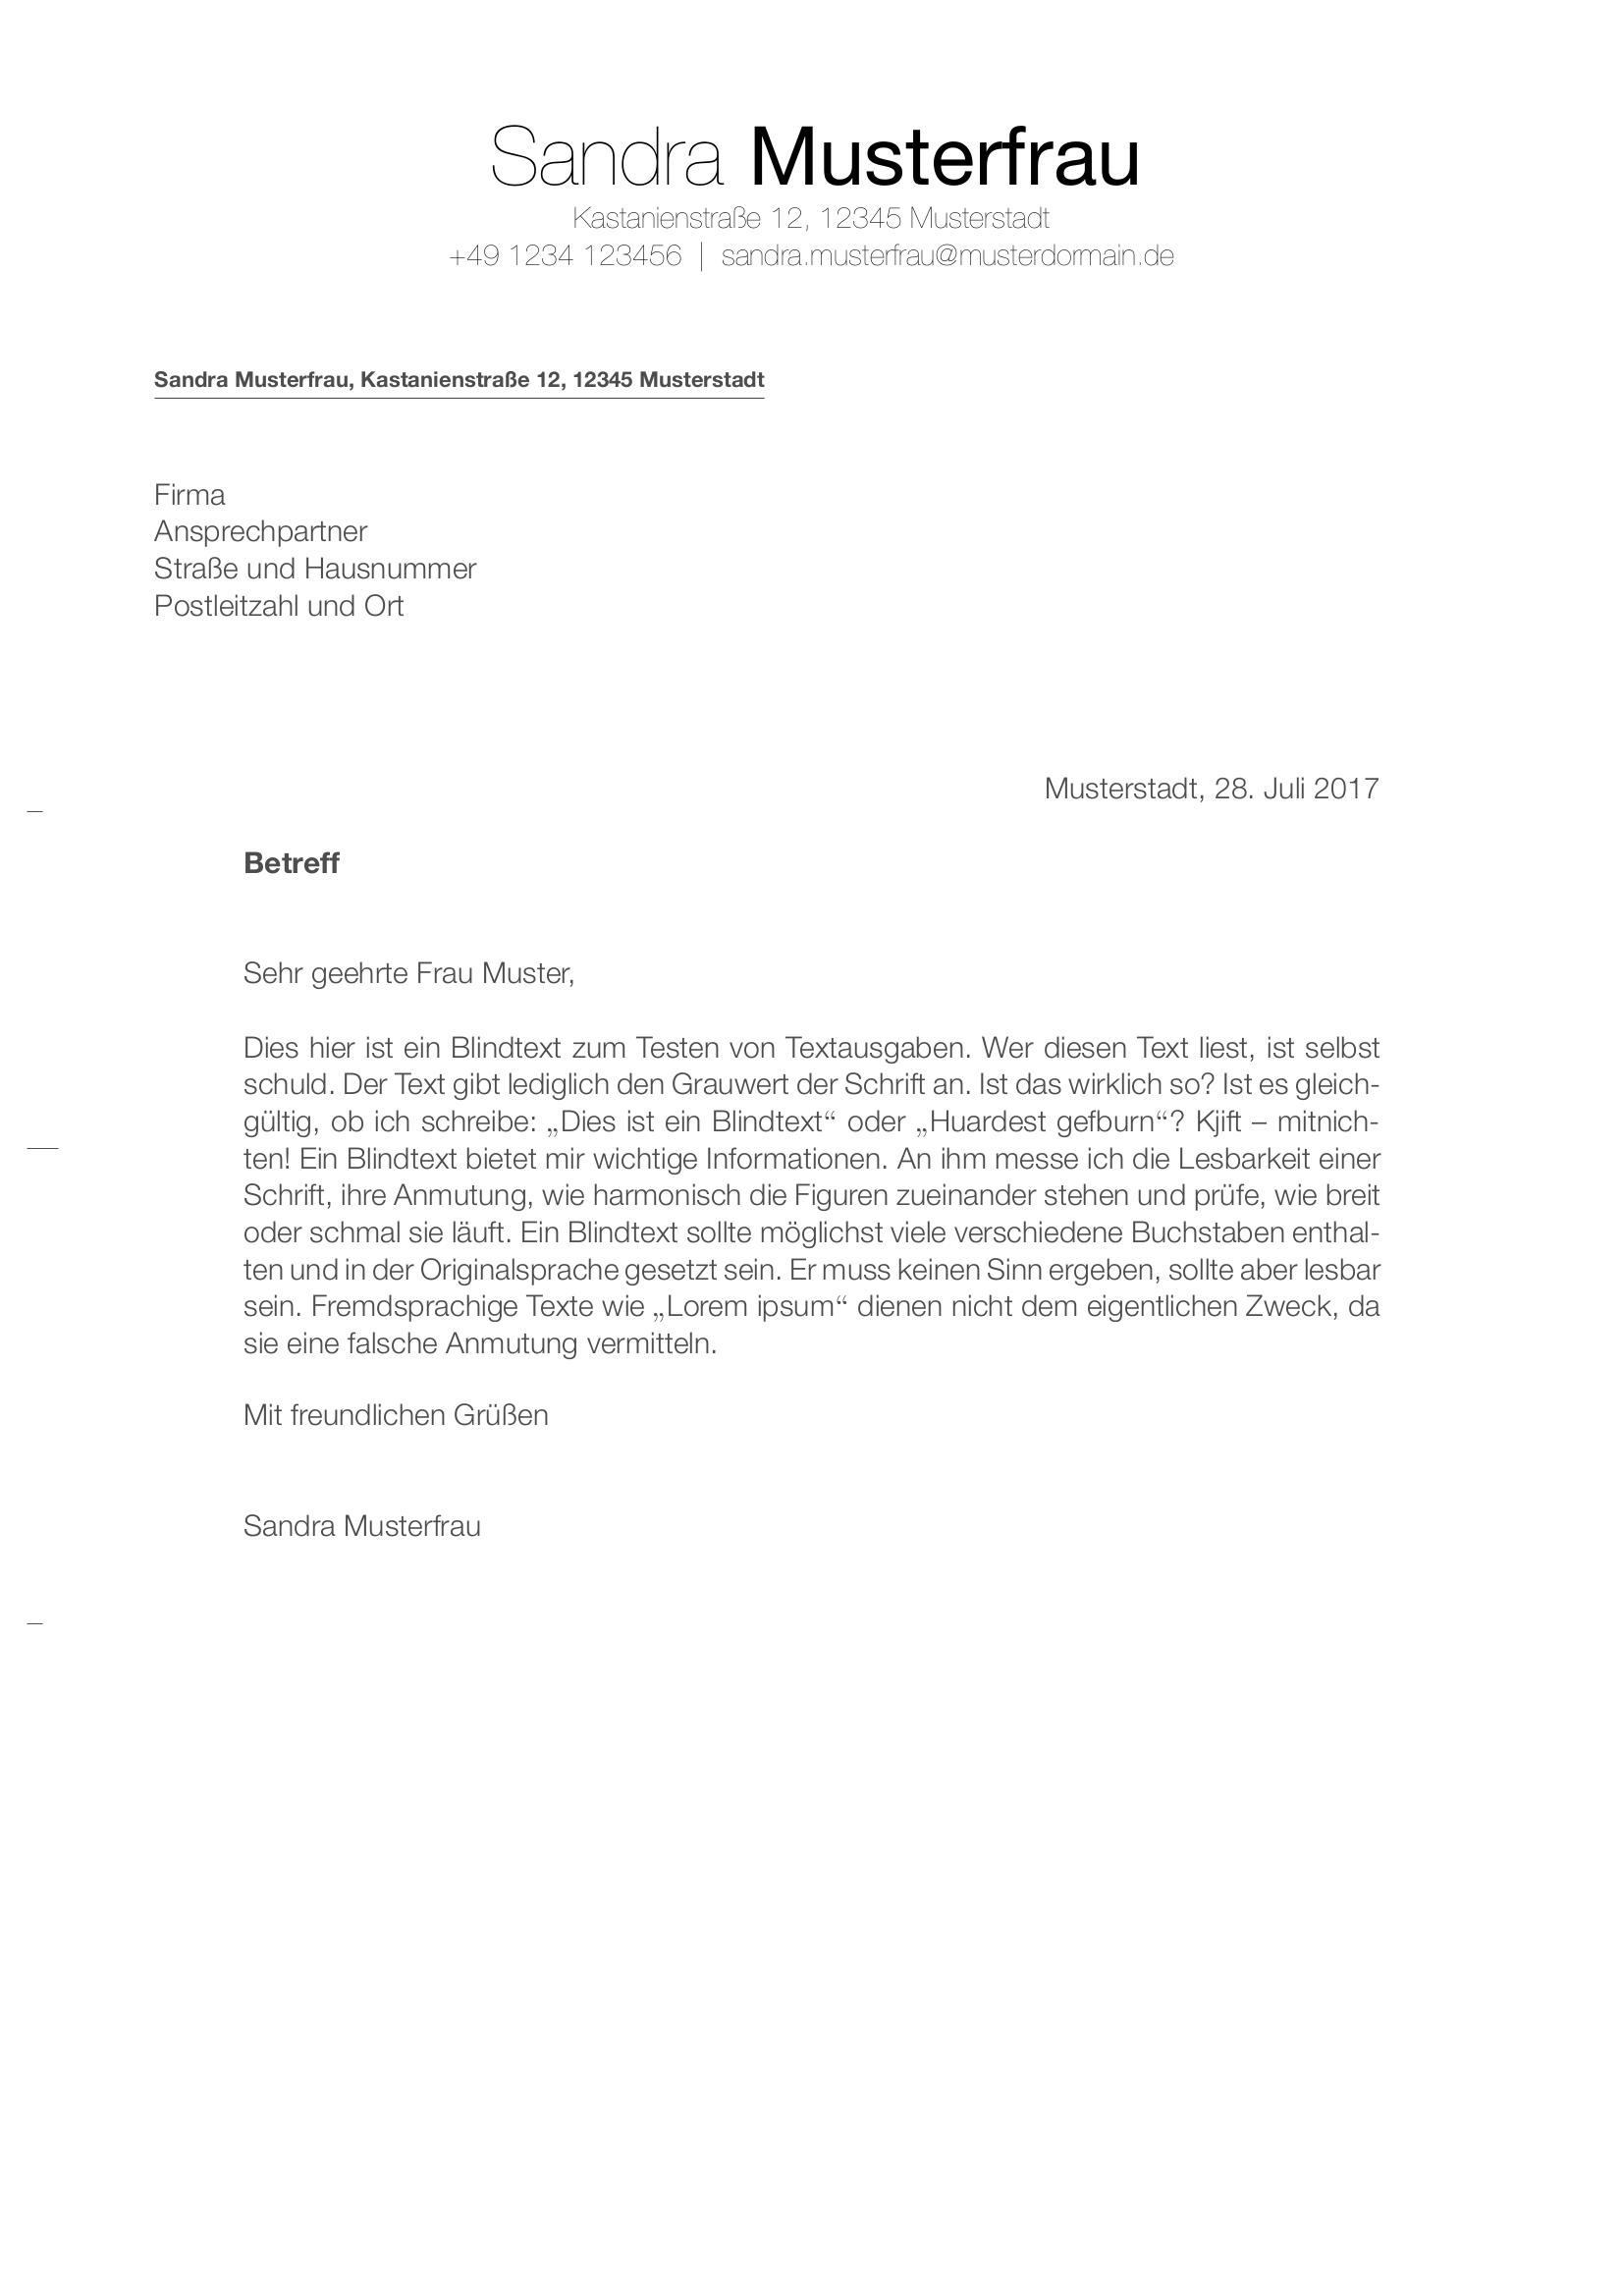 Sandra Musterfrau
Kastanienstraße 12, 12345 Musterstadt
+49 1234 123456 | sandra.musterfrau@musterdormain.de
Sandra Musterfrau, Kastanienstraße 12, 12345 Musterstadt
Firma
Ansprechpartner
Straße und Hausnummer
Postleitzahl und Ort
Musterstadt, 28. Juli 2017
Betreff
Sehr geehrte Frau Muster,
Dies hier ist ein Blindtext zum Testen von Textausgaben. Wer diesen Text liest, ist selbst
schuld. Der Text gibt lediglich den Grauwert der Schrift an. Ist das wirklich so? Ist es gleich-
gültig, ob ich schreibe: „Dies ist ein Blindtext“ oder „Huardest gefburn“? Kjift – mitnich-
ten! Ein Blindtext bietet mir wichtige Informationen. An ihm messe ich die Lesbarkeit einer
Schrift, ihre Anmutung, wie harmonisch die Figuren zueinander stehen und prüfe, wie breit
oder schmal sie läuft. Ein Blindtext sollte möglichst viele verschiedene Buchstaben enthal-
ten und in der Originalsprache gesetzt sein. Er muss keinen Sinn ergeben, sollte aber lesbar
sein. Fremdsprachige Texte wie „Lorem ipsum“ dienen nicht dem eigentlichen Zweck, da
sie eine falsche Anmutung vermitteln.
Mit freundlichen Grüßen
Sandra Musterfrau